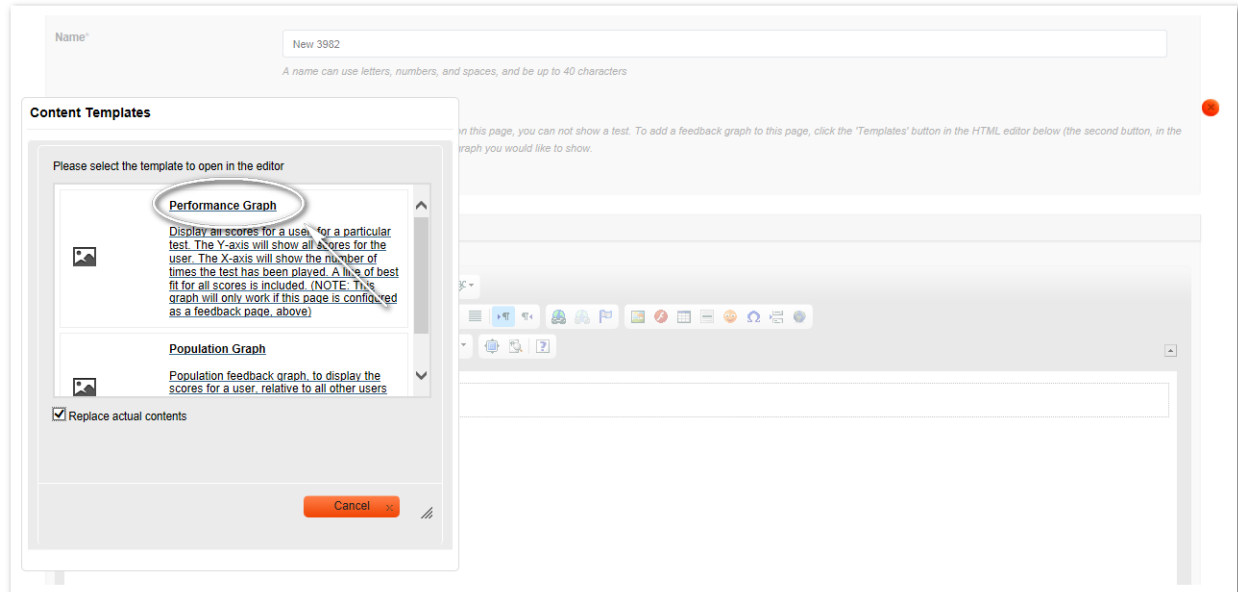 Name*
New 3982
A name can use letters, numbers, and spaces, and be up to 40 characters
Content Templates
n this page, you can not show a test. To add a feedback graph to this page, click the 'Templates' button in the HTML editor below (the second button, in the
raph you would like to show.
Please select the template to open in the editor
Performance Graph
Display all scores for a user, for a particular
test. The Y-axis will show all scores for the
user. The X-axis will show the number of
times the test has been played. A line of best
fit for all scores is included. (NOTE: This
graph will only work if this page is configured
as a feedback page, above)
Population Graph
Population feedback graph, to display the
scores for a user, relative to all other users
Replace actual contents
Cancel